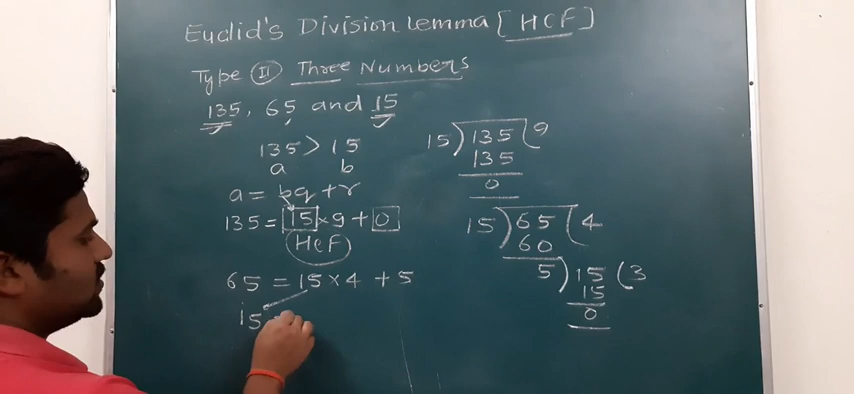 Euclid's Division Lemma [HCF]
Type II Three Numbers
135, 65 and 15
135 > 15
a b
a = bq + r
135 = 15 × 9 + 0
HCF
65 = 15 × 4 + 5
15 =
15) 135 (9
135
0
15) 65 (4
60
5) 15 (3
15
0